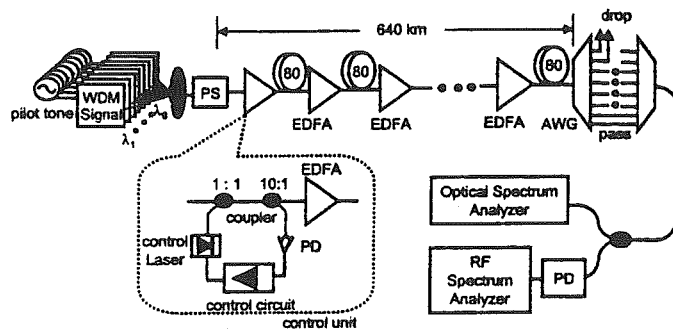 640 km
drop
80
80
80
pilot tone
WDM
Signal
λ1
λ8
PS
EDFA
EDFA
EDFA
AWG
pass
1 : 1
10:1
EDFA
coupler
control
Laser
PD
control circuit
control unit
Optical Spectrum
Analyzer
RF
Spectrum
Analyzer
PD